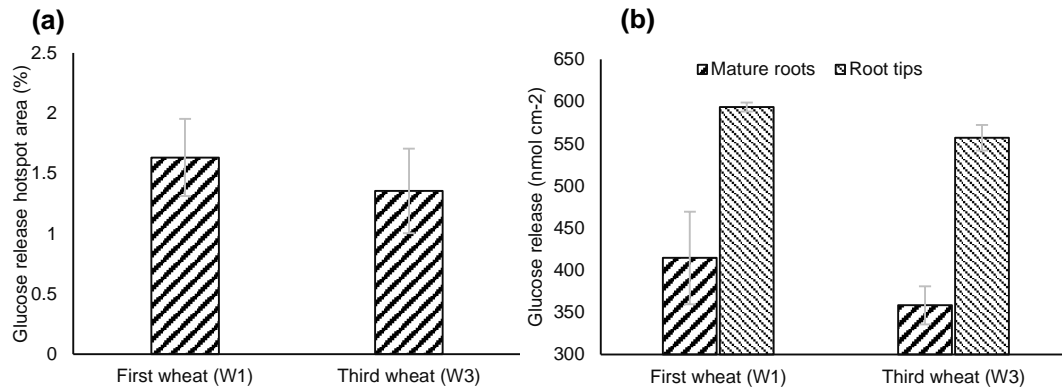 (a)
Glucose release hotspot area (%)
2.5
2
1.5
1
0.5
0
First wheat (W1)
Third wheat (W3)
(b)
Glucose release (nmol cm-2)
650
600
550
500
450
400
350
300
Mature roots
Root tips
First wheat (W1)
Third wheat (W3)